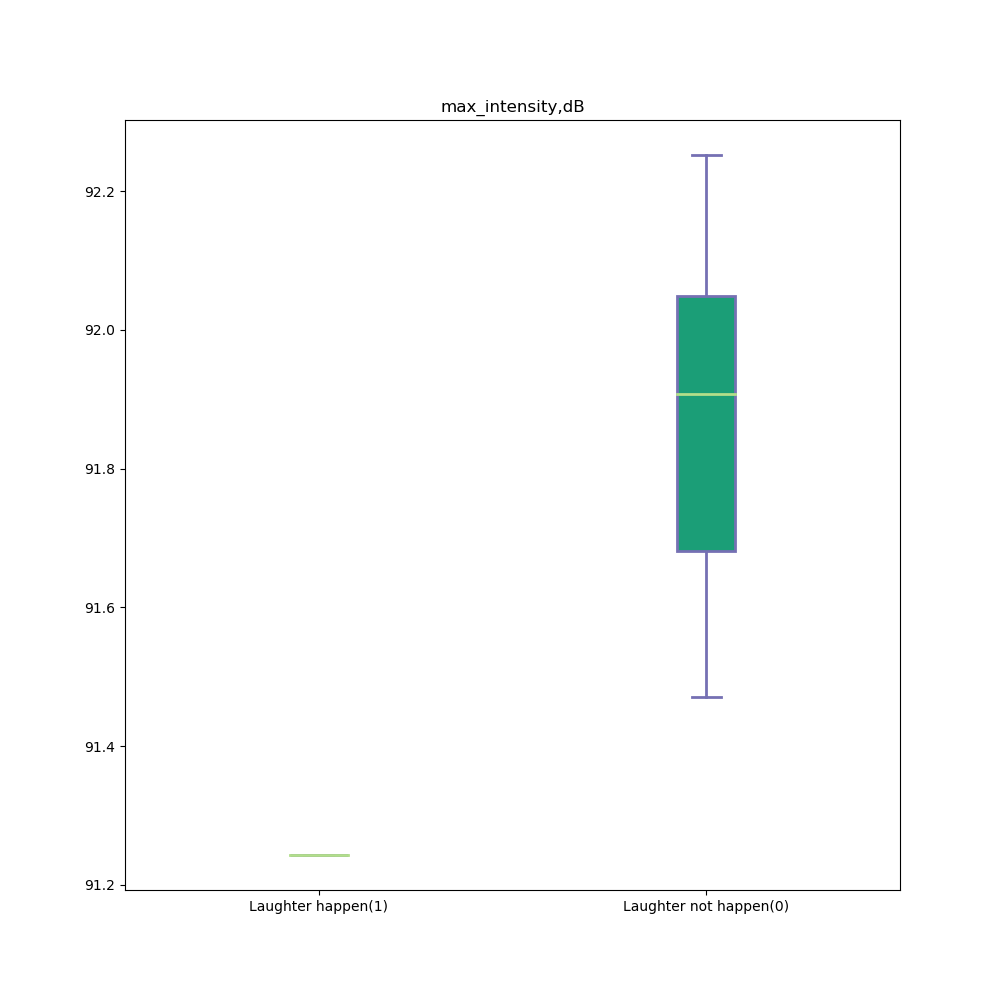 max_intensity,dB
92.2
92.0
91.8
91.6
91.4
91.2
Laughter happen(1)
Laughter not happen(0)